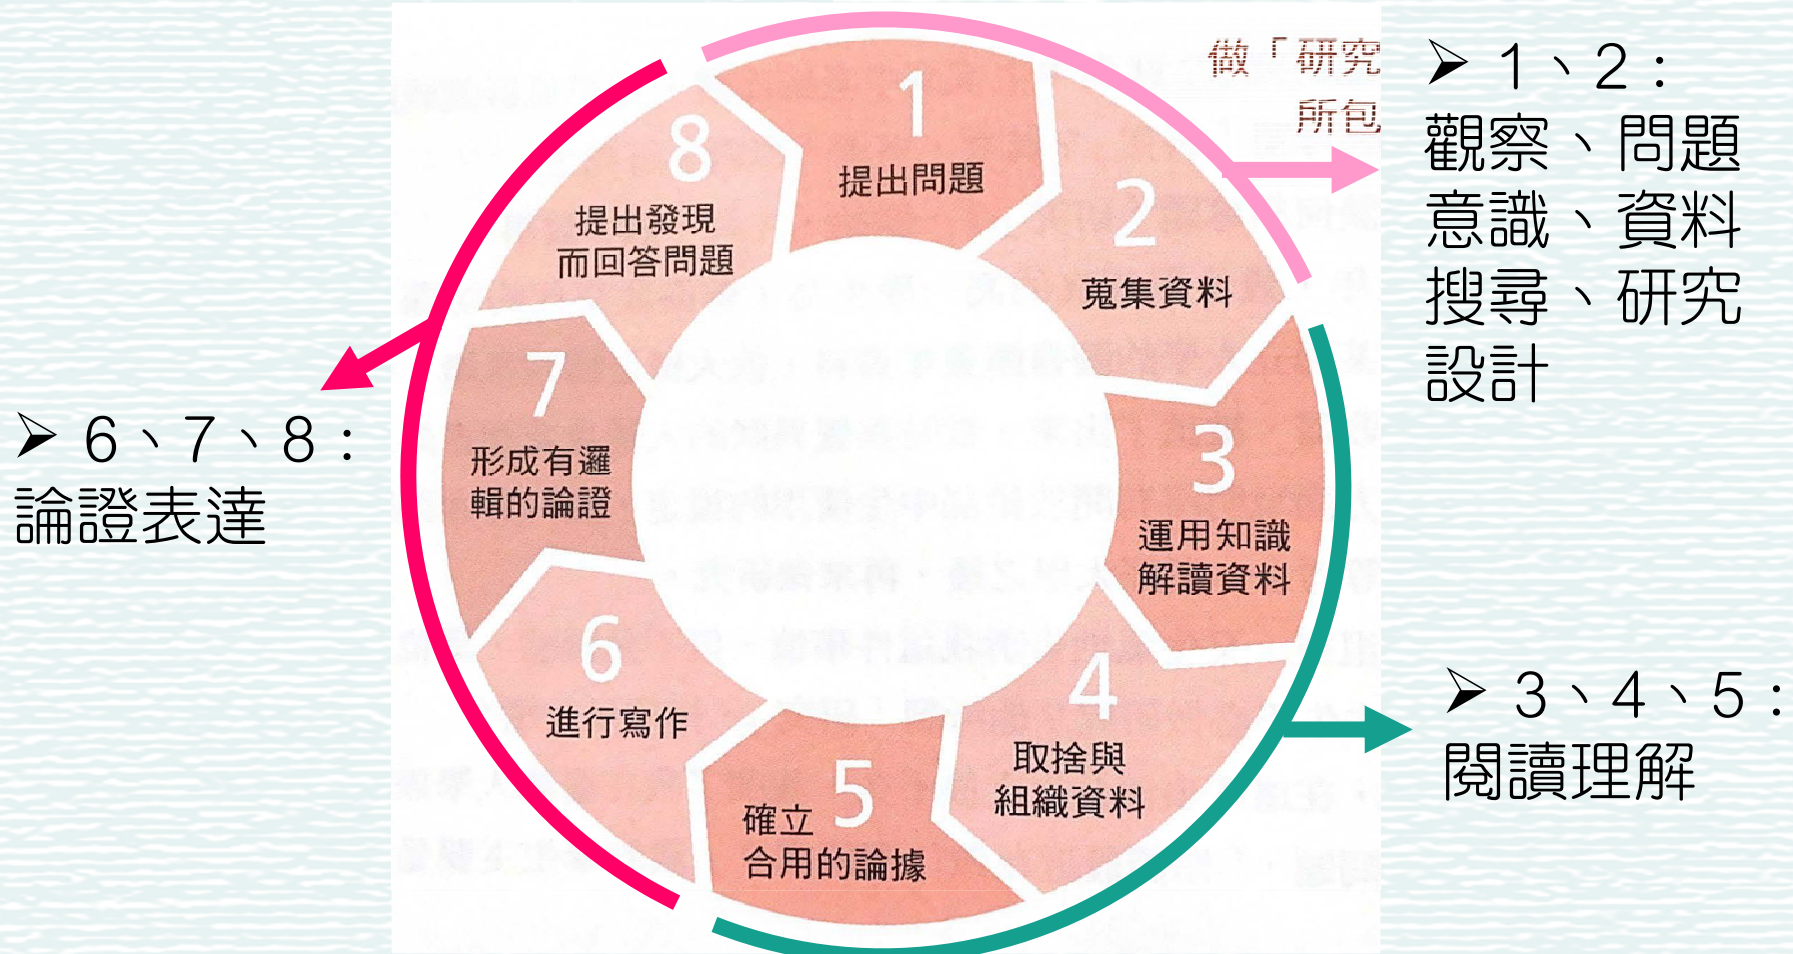 做「研究
所包
1
提出問題
2
蒐集資料
3
運用知識
解讀資料
4
取捨與
組織資料
5
確立
合用的論據
6
進行寫作
7
形成有邏
輯的論證
8
提出發現
而回答問題
➢ 1、2：
觀察、問題
意識、資料
搜尋、研究
設計
➢ 3、4、5：
閱讀理解
➢ 6、7、8：
論證表達